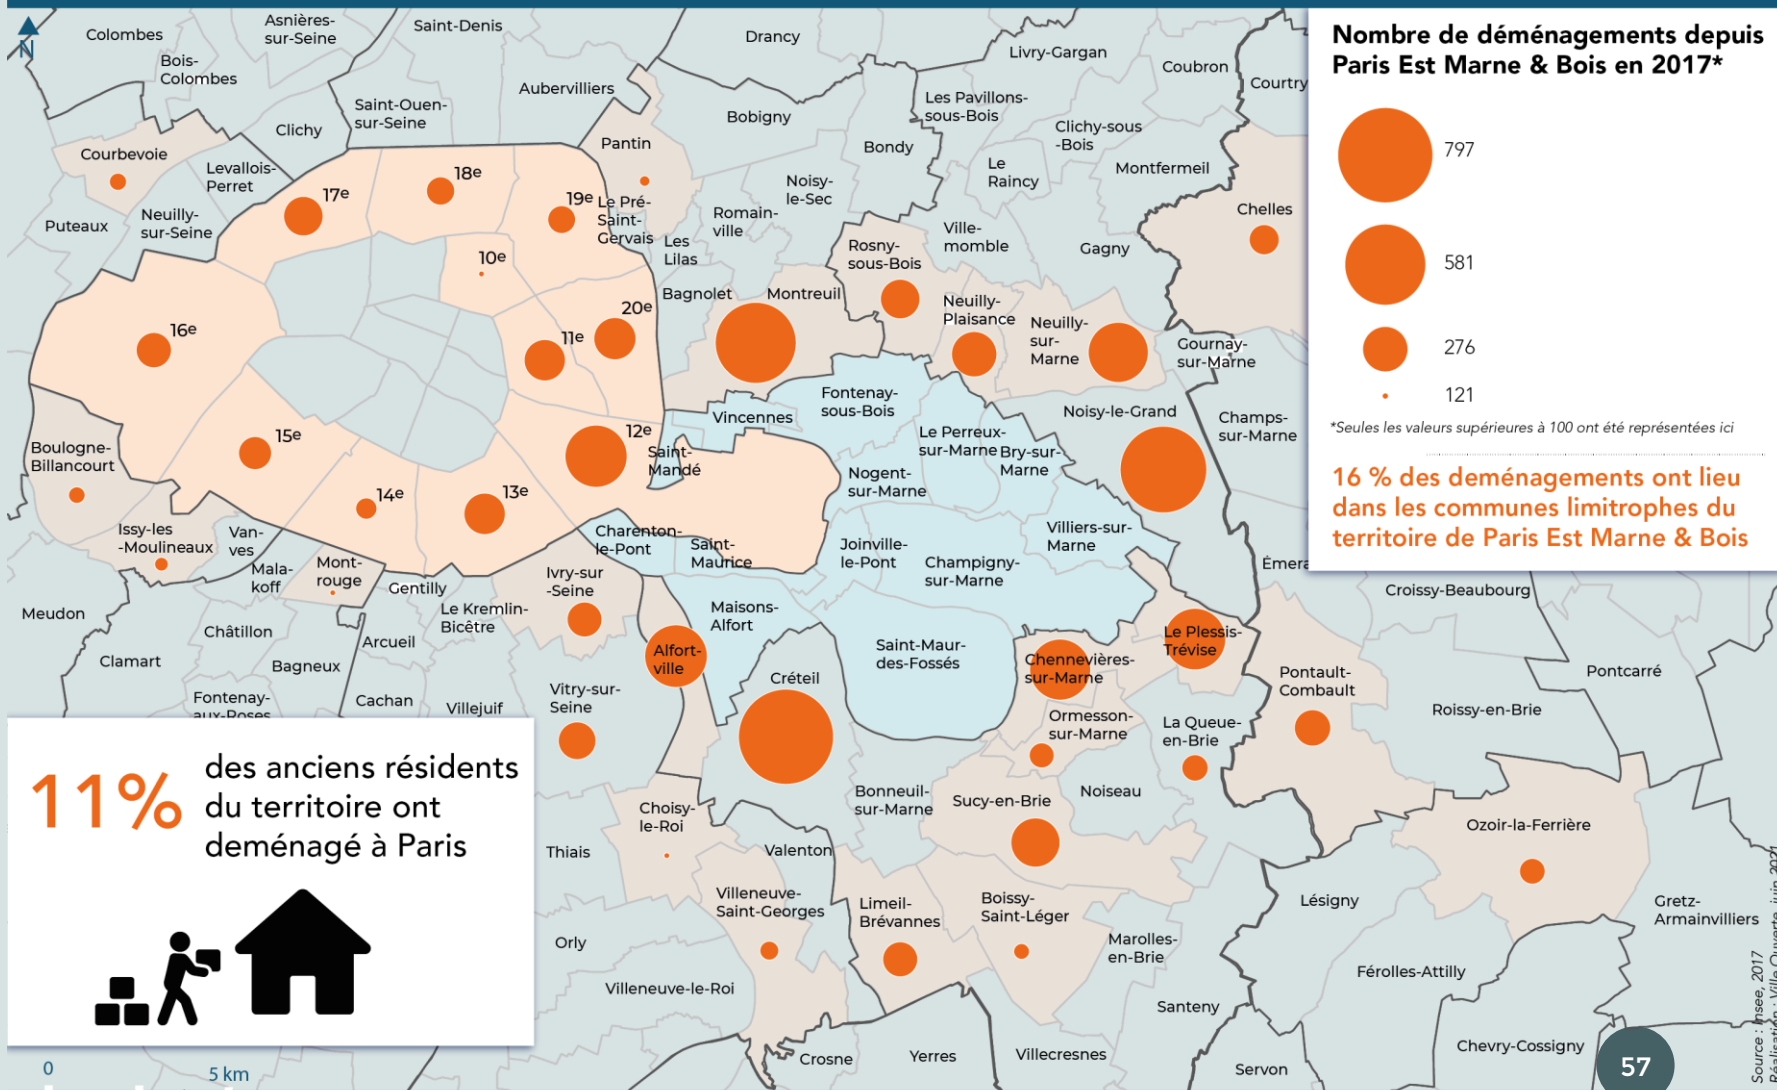 N
Colombes
Asnières-
sur-Seine
Saint-Denis
Drancy
Livry-Gargan
Coubron
Courtry
Bois-
Colombes
Aubervilliers
Saint-Ouen-
sur-Seine
Clichy
Bobigny
Les Pavillons-
sous-Bois
Clichy-sous
-Bois
Bondy
Montfermeil
Courbevoie
Levallois-
Perret
Pantin
Le
Raincy
17e
18e
19e
Le Pré-
Saint-
Gervais
Noisy-
le-Sec
Romain-
ville
Puteaux
Neuilly-
sur-Seine
Les
Lilas
Rosny-
sous-Bois
Ville-
momble
Gagny
Chelles
10e
Bagnolet
Montreuil
Neuilly-
Plaisance
Neuilly-
sur-
Marne
Gournay-
sur-Marne
16e
11e
20e
Vincennes
Fontenay-
sous-Bois
Noisy-le-Grand
Champs-
sur-Marne
Boulogne-
Billancourt
15e
12e
Saint-
Mandé
Le Perreux-
sur-Marne
Bry-sur-
Marne
Nogent-
sur-Marne
14e
13e
Issy-les
-Moulineaux
Van-
ves
Charenton-
le-Pont
Saint-
Maurice
Joinville-
le-Pont
Champigny-
sur-Marne
Villiers-sur-
Marne
Émera
Mala-
koff
Mont-
rouge
Gentilly
Ivry-sur
-Seine
Croissy-Beaubourg
Meudon
Châtillon
Arcueil
Le Kremlin-
Bicêtre
Maisons-
Alfort
Clamart
Bagneux
Alfort-
ville
Saint-Maur-
des-Fossés
Chennevières-
sur-Marne
Le Plessis-
Trévise
Pontault-
Combault
Pontcarré
Fontenay-
aux-Roses
Cachan
Villejuif
Vitry-sur-
Seine
Créteil
Ormesson-
sur-Marne
La Queue-
en-Brie
Roissy-en-Brie
Bonneuil-
sur-Marne
Sucy-en-Brie
Noiseau
Choisy-
le-Roi
Thiais
Valenton
Ozoir-la-Ferrière
Villeneuve-
Saint-Georges
Limeil-
Brévannes
Boissy-
Saint-Léger
Lésigny
Gretz-
Armainvilliers
Orly
Marolles-
en-Brie
Férolles-Attilly
Villeneuve-le-Roi
Santeny
Crosne
Yerres
Villecresnes
Servon
Chevry-Cossigny
Nombre de déménagements depuis
Paris Est Marne & Bois en 2017*
797
581
276
121
*Seules les valeurs supérieures à 100 ont été représentées ici
16 % des deménagements ont lieu
dans les communes limitrophes du
territoire de Paris Est Marne & Bois
11%
des anciens résidents
du territoire ont
deménagé à Paris
0
5 km
57
Source : Insee, 2017
Réalisation : Ville Ouverte, juin 2021